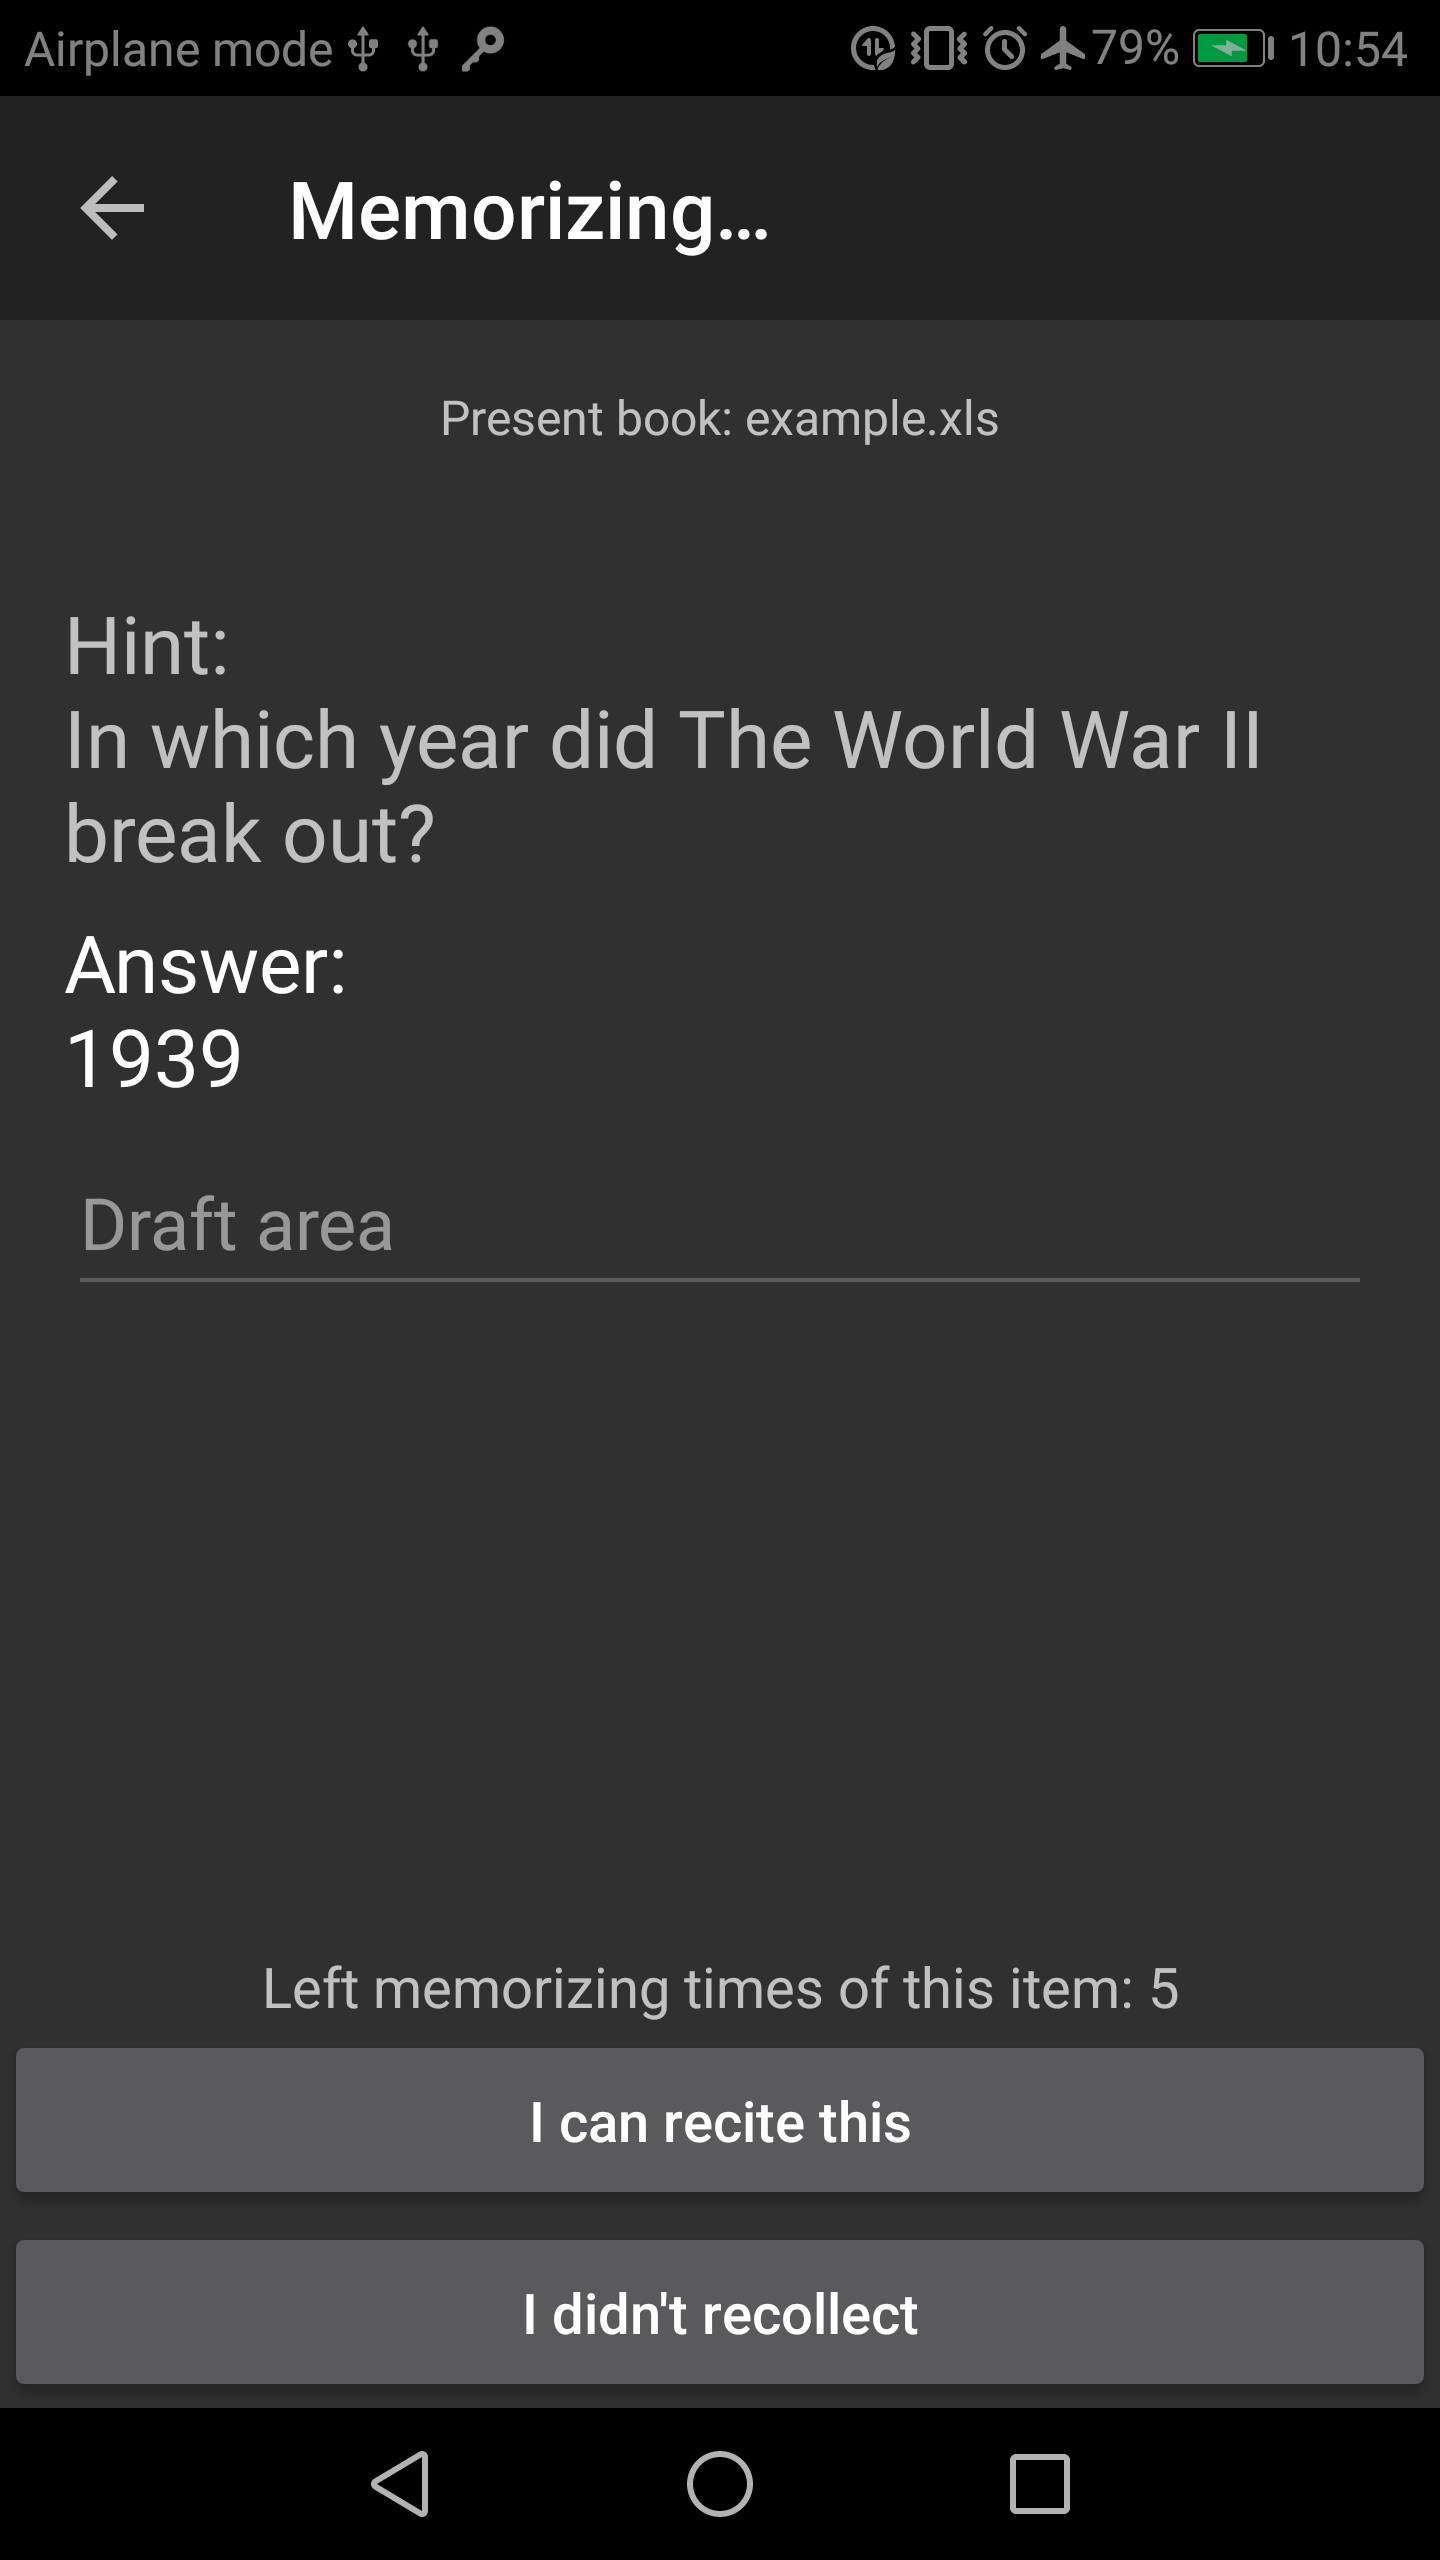 Airplane mode 79% 10:54
Memorizing...
Present book: example.xls
Hint:
In which year did The World War II
break out?
Answer:
1939
Draft area
Left memorizing times of this item: 5
I can recite this
I didn't recollect